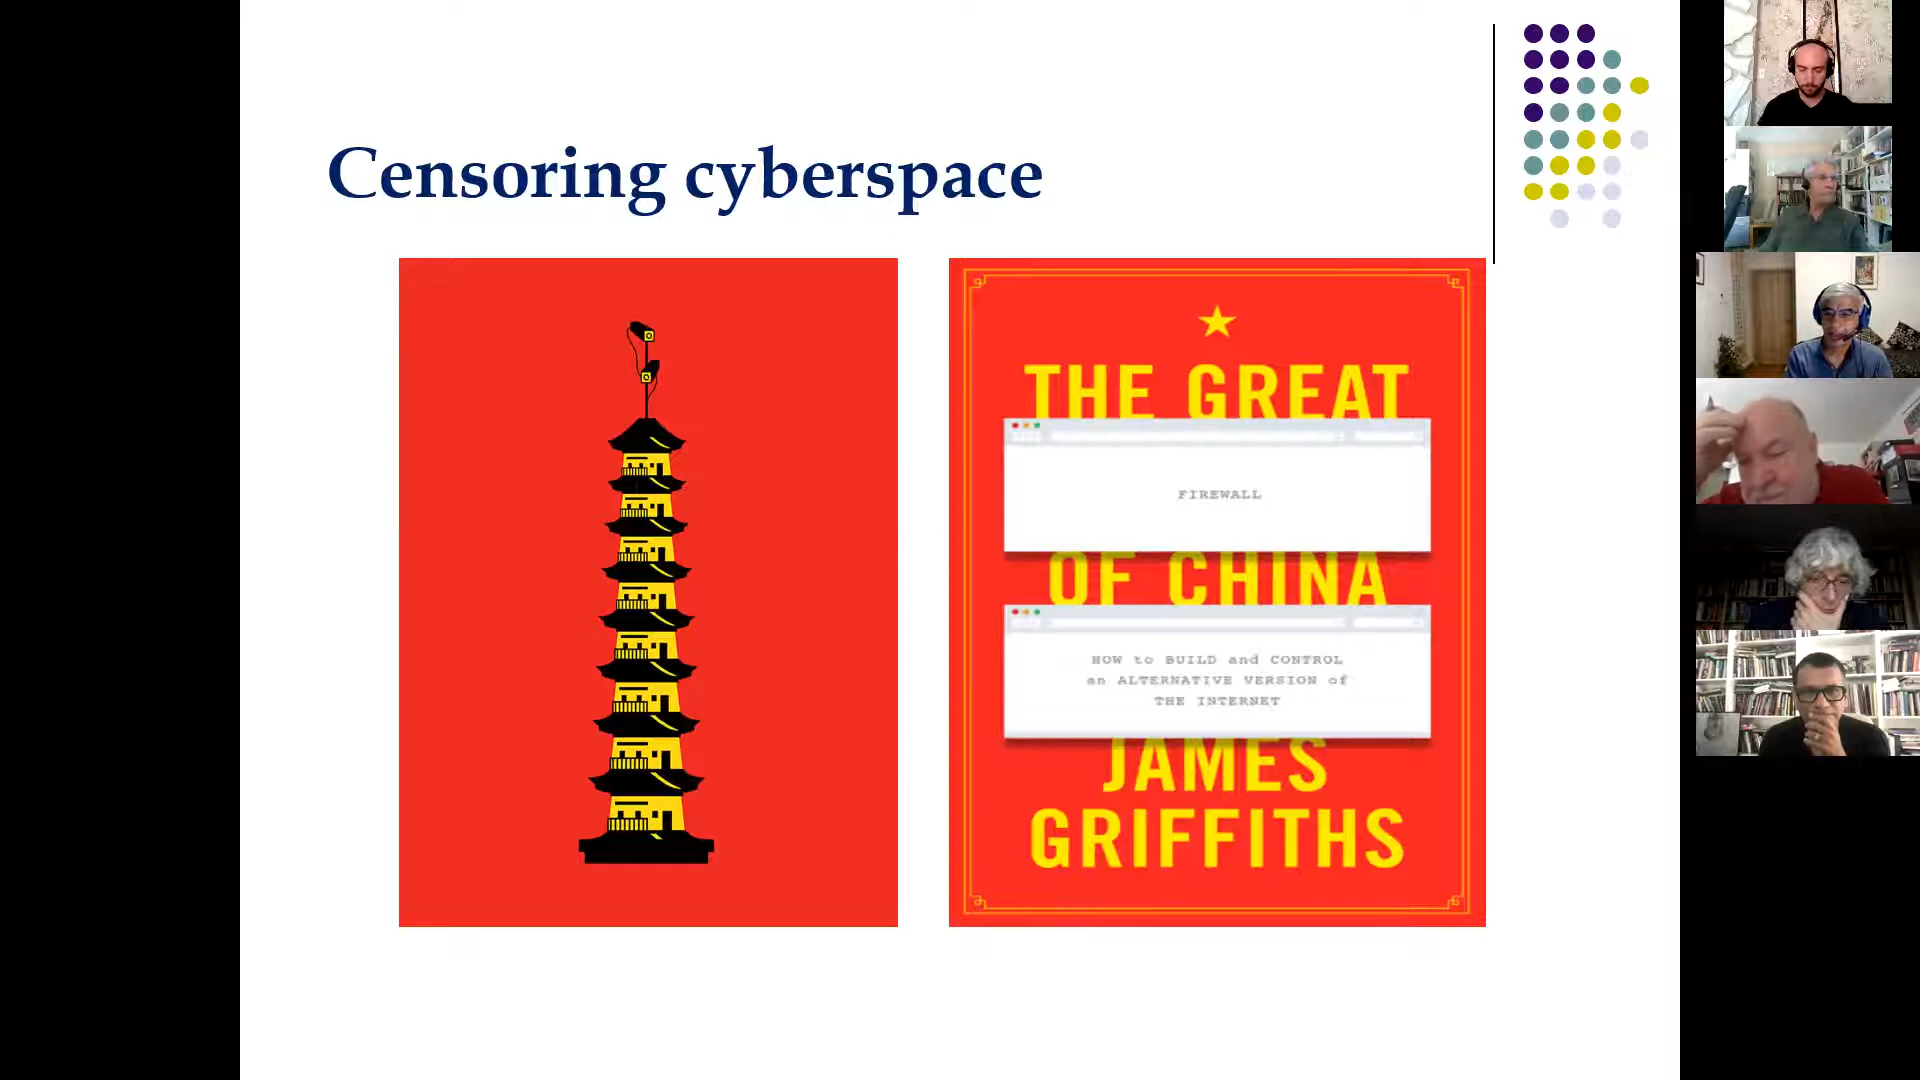 Censoring cyberspace
THE GREAT
FIREWALL
OF CHINA
HOW to BUILD and CONTROL
an ALTERNATIVE VERSION of
THE INTERNET
JAMES
GRIFFITHS